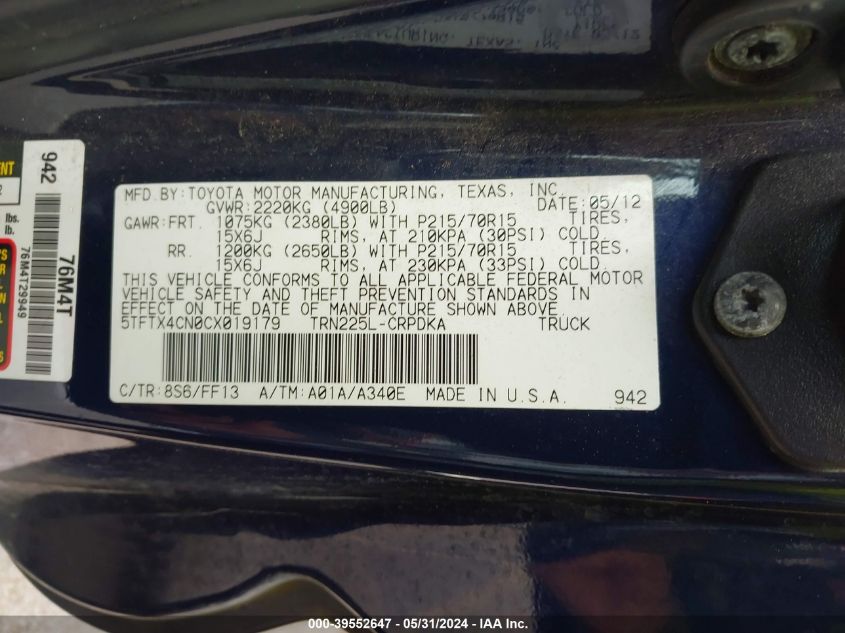 MFD.BY:TOYOTA MOTOR MANUFACTURING, TEXAS, INC.
GVWR:2220KG (4900LB) DATE:05/12
GAWR:FRT. 1075KG (2380LB) WITH P215/70R15 TIRES,
15X6J RIMS, AT 210KPA (30PSI) COLD.
RR. 1200KG (2650LB) WITH P215/70R15 TIRES,
15X6J RIMS, AT 230KPA (33PSI) COLD.
THIS VEHICLE CONFORMS TO ALL APPLICABLE FEDERAL MOTOR
VEHICLE SAFETY AND THEFT PREVENTION STANDARDS IN
EFFECT ON THE DATE OF MANUFACTURE SHOWN ABOVE.
5TFTX4CN0CX019179 TRN225L-CRPDKA TRUCK
C/TR:8S6/FF13 A/TM:A01A/A340E MADE IN U.S.A. 942
942
76M4T
76M4T29949
lbs.
lb.
000-39552647 - 05/31/2024 - IAA Inc.